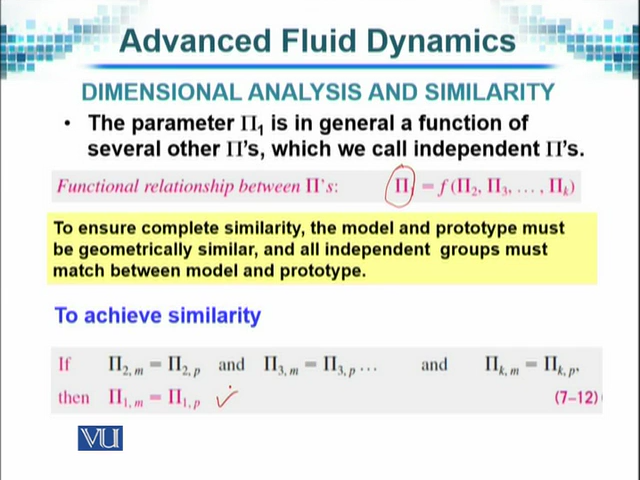 Advanced Fluid Dynamics
DIMENSIONAL ANALYSIS AND SIMILARITY
• The parameter Π₁ is in general a function of
several other Π's, which we call independent Π's.
Functional relationship between Π's: Π₁ = f (Π₂, Π₃, . . . , Πₖ)
To ensure complete similarity, the model and prototype must
be geometrically similar, and all independent groups must
match between model and prototype.
To achieve similarity
If Π₂,ₘ = Π₂,ₚ and Π₃,ₘ = Π₃,ₚ . . . and Πₖ,ₘ = Πₖ,ₚ,
then Π₁,ₘ = Π₁,ₚ (7–12)
VU